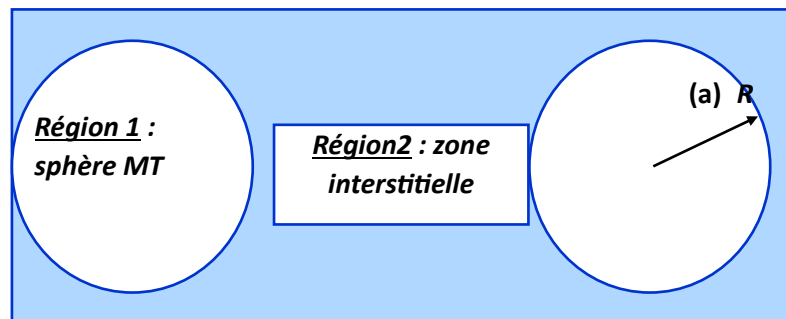 Région 1 :
sphère MT
Région2 : zone
interstitielle
(a) R